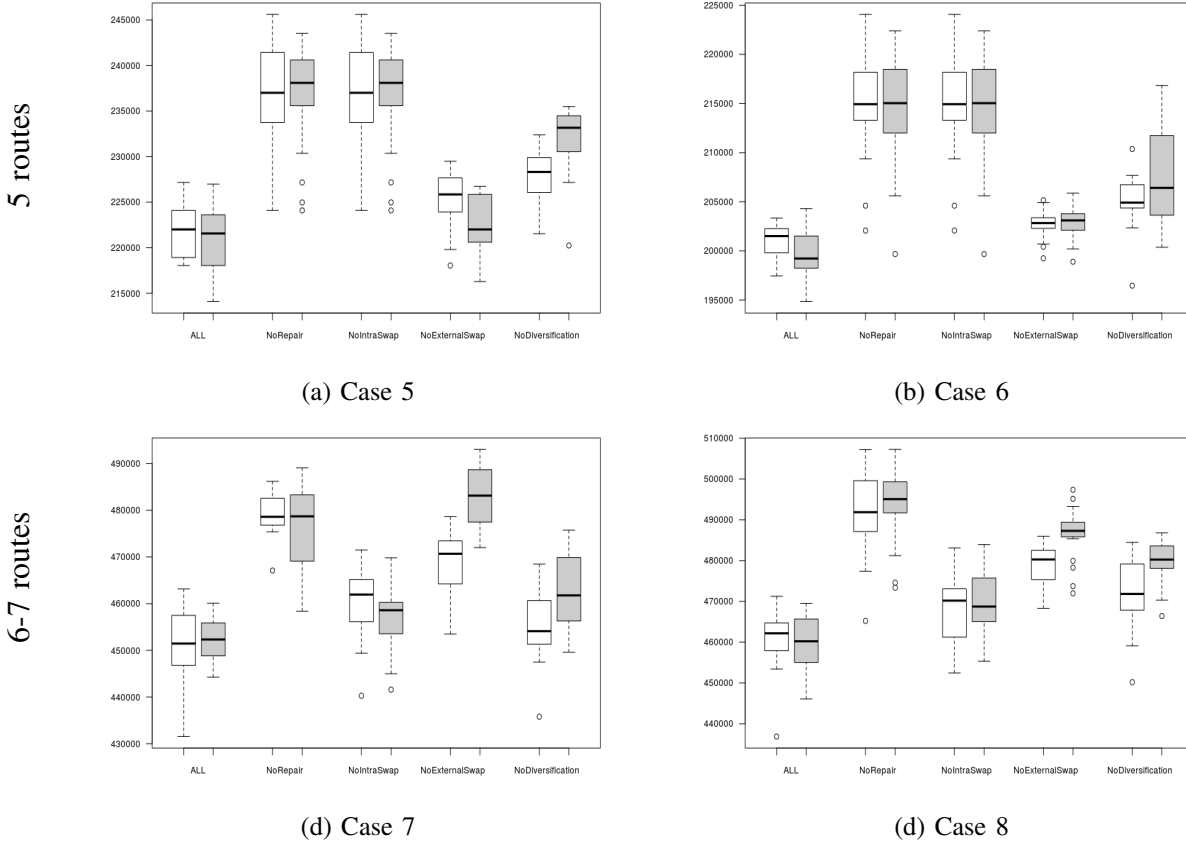 5 routes
245000
240000
235000
230000
225000
220000
215000
ALL NoRepair NoIntraSwap NoExternalSwap NoDiversification
(a) Case 5
225000
220000
215000
210000
205000
200000
195000
ALL NoRepair NoIntraSwap NoExternalSwap NoDiversification
(b) Case 6
6-7 routes
490000
480000
470000
460000
450000
440000
430000
ALL NoRepair NoIntraSwap NoExternalSwap NoDiversification
(d) Case 7
510000
500000
490000
480000
470000
460000
450000
440000
ALL NoRepair NoIntraSwap NoExternalSwap NoDiversification
(d) Case 8